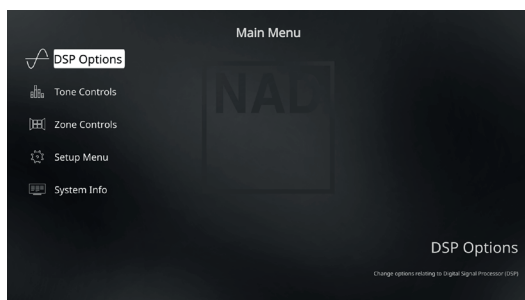 Main Menu
DSP Options
NAD
Tone Controls
Zone Controls
Setup Menu
System Info
DSP Options
Change options relating to Digital Signal Processor (DSP)